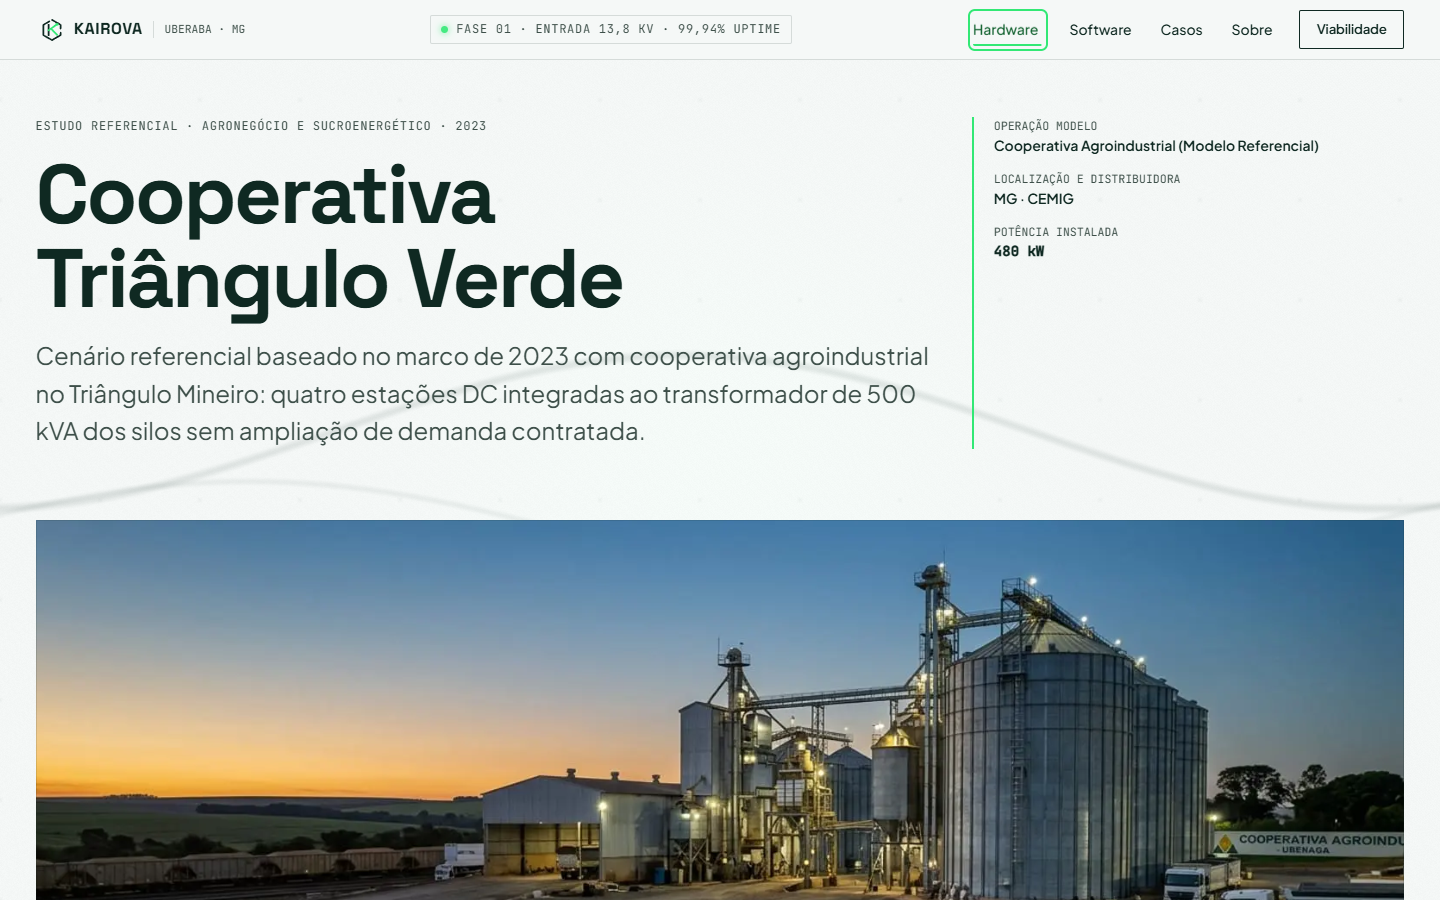 KAIROVA
UBERABA · MG
FASE 01 · ENTRADA 13,8 KV · 99,94% UPTIME
Hardware
Software
Casos
Sobre
Viabilidade
ESTUDO REFERENCIAL · AGRONEGÓCIO E SUCROENERGÉTICO · 2023
Cooperativa
Triângulo Verde
Cenário referencial baseado no marco de 2023 com cooperativa agroindustrial
no Triângulo Mineiro: quatro estações DC integradas ao transformador de 500
kVA dos silos sem ampliação de demanda contratada.
OPERAÇÃO MODELO
Cooperativa Agroindustrial (Modelo Referencial)
LOCALIZAÇÃO E DISTRIBUIDORA
MG · CEMIG
POTÊNCIA INSTALADA
480 kW
COOPERATIVA AGROINDU
- UBENAGA